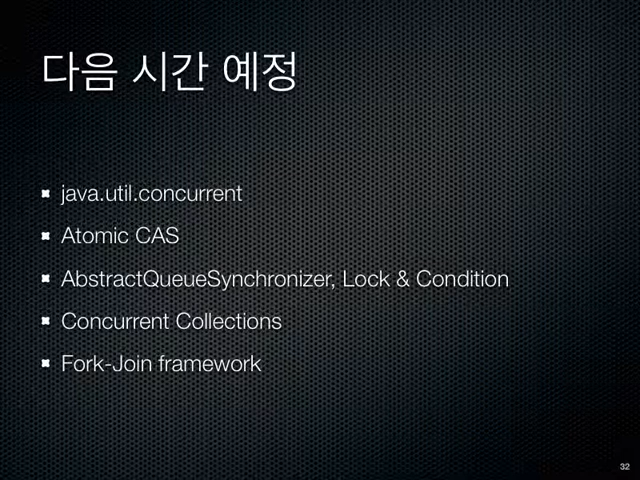 다음 시간 예정
java.util.concurrent
Atomic CAS
AbstractQueueSynchronizer, Lock & Condition
Concurrent Collections
Fork-Join framework
32